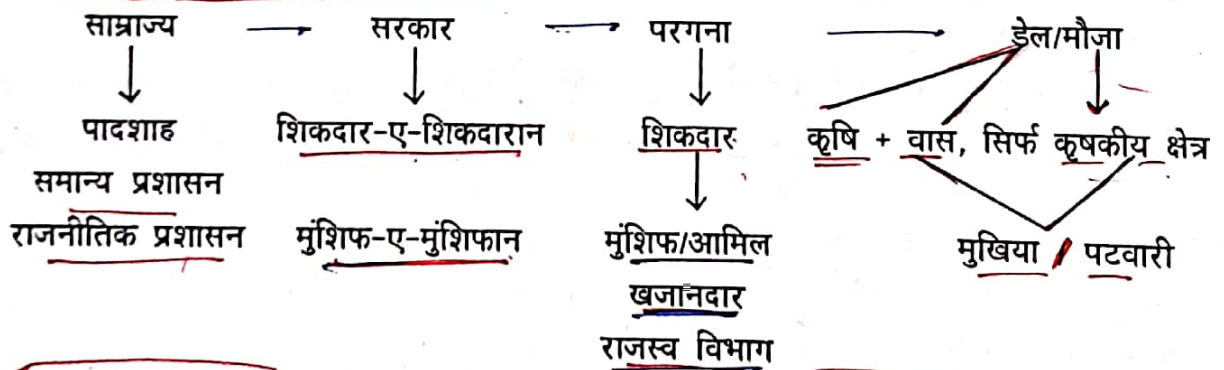 साम्राज्य → सरकार → परगना → डेल/मौजा
पादशाह शिकदार-ए-शिकदारान शिकदार कृषि + वास, सिर्फ कृषकीय क्षेत्र
समान्य प्रशासन
राजनीतिक प्रशासन मुंशिफ-ए-मुंशिफान मुंशिफ/आमिल मुखिया / पटवारी
खजानदार
राजस्व विभाग